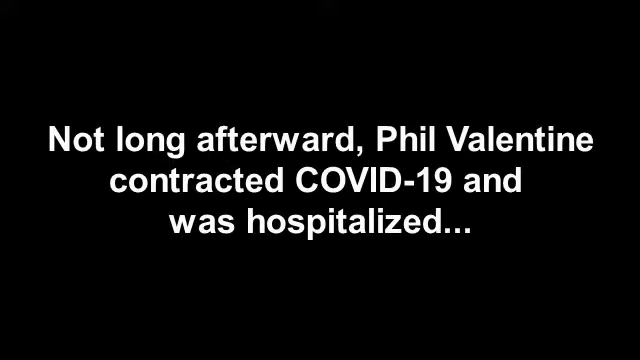 Not long afterward, Phil Valentine
contracted COVID-19 and
was hospitalized...